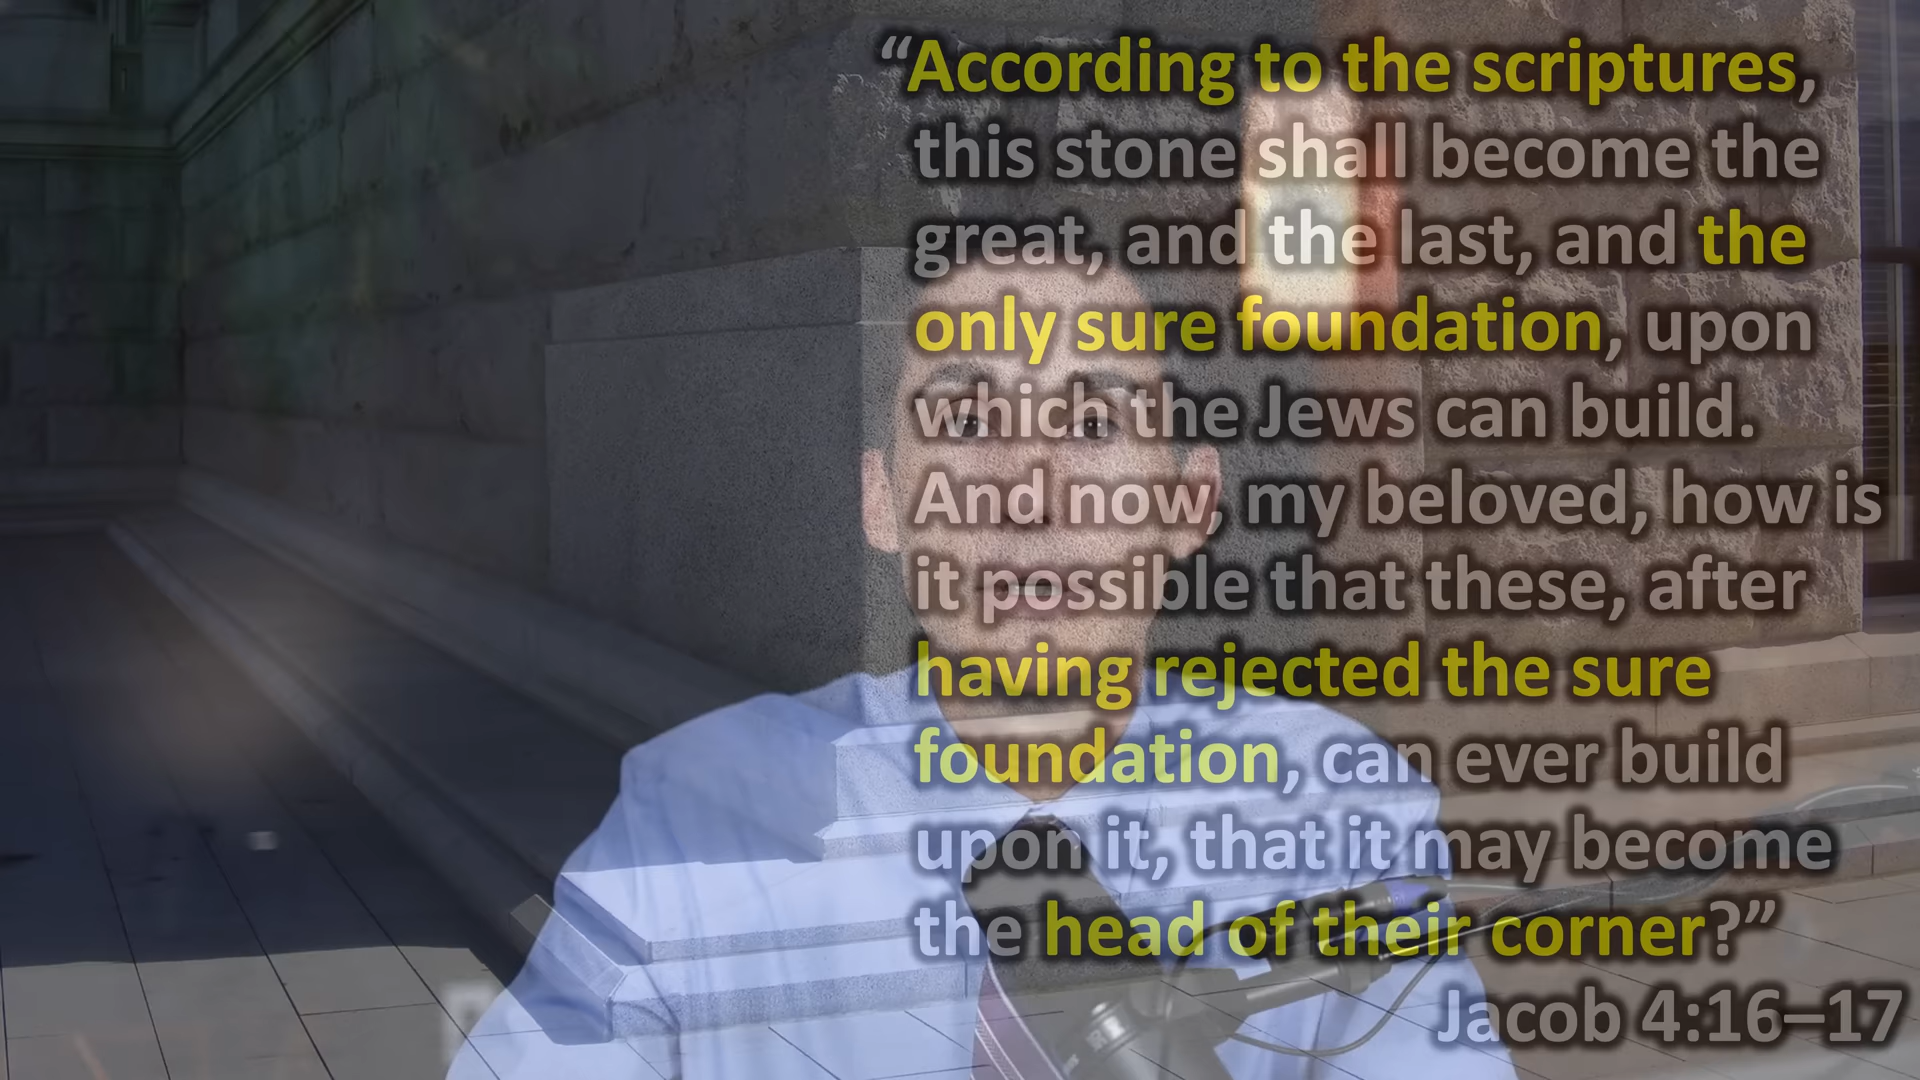 “According to the scriptures,
this stone shall become the
great, and the last, and the
only sure foundation, upon
which the Jews can build.
And now, my beloved, how is
it possible that these, after
having rejected the sure
foundation, can ever build
upon it, that it may become
the head of their corner?”
Jacob 4:16–17